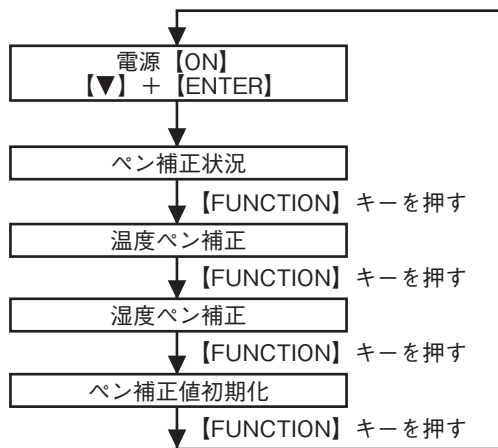 電源【ON】
【▼】＋【ENTER】
ペン補正状況
【FUNCTION】キーを押す
温度ペン補正
【FUNCTION】キーを押す
湿度ペン補正
【FUNCTION】キーを押す
ペン補正値初期化
【FUNCTION】キーを押す